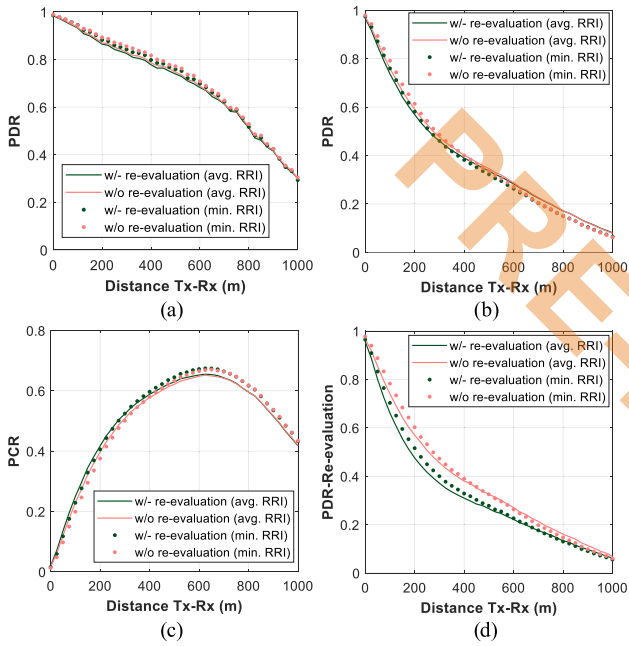 1
0.8
0.6
0.4
0.2
0
PDR
w/- re-evaluation (avg. RRI)
w/o re-evaluation (avg. RRI)
w/- re-evaluation (min. RRI)
w/o re-evaluation (min. RRI)
0 200 400 600 800 1000
Distance Tx-Rx (m)
(a)
1
0.8
0.6
0.4
0.2
0
PDR
w/- re-evaluation (avg. RRI)
w/o re-evaluation (avg. RRI)
w/- re-evaluation (min. RRI)
w/o re-evaluation (min. RRI)
0 200 400 600 800 1000
Distance Tx-Rx (m)
(b)
0.8
0.6
0.4
0.2
0
PCR
w/- re-evaluation (avg. RRI)
w/o re-evaluation (avg. RRI)
w/- re-evaluation (min. RRI)
w/o re-evaluation (min. RRI)
0 200 400 600 800 1000
Distance Tx-Rx (m)
(c)
1
0.8
0.6
0.4
0.2
0
PDR-Re-evaluation
w/- re-evaluation (avg. RRI)
w/o re-evaluation (avg. RRI)
w/- re-evaluation (min. RRI)
w/o re-evaluation (min. RRI)
0 200 400 600 800 1000
Distance Tx-Rx (m)
(d)
PRE